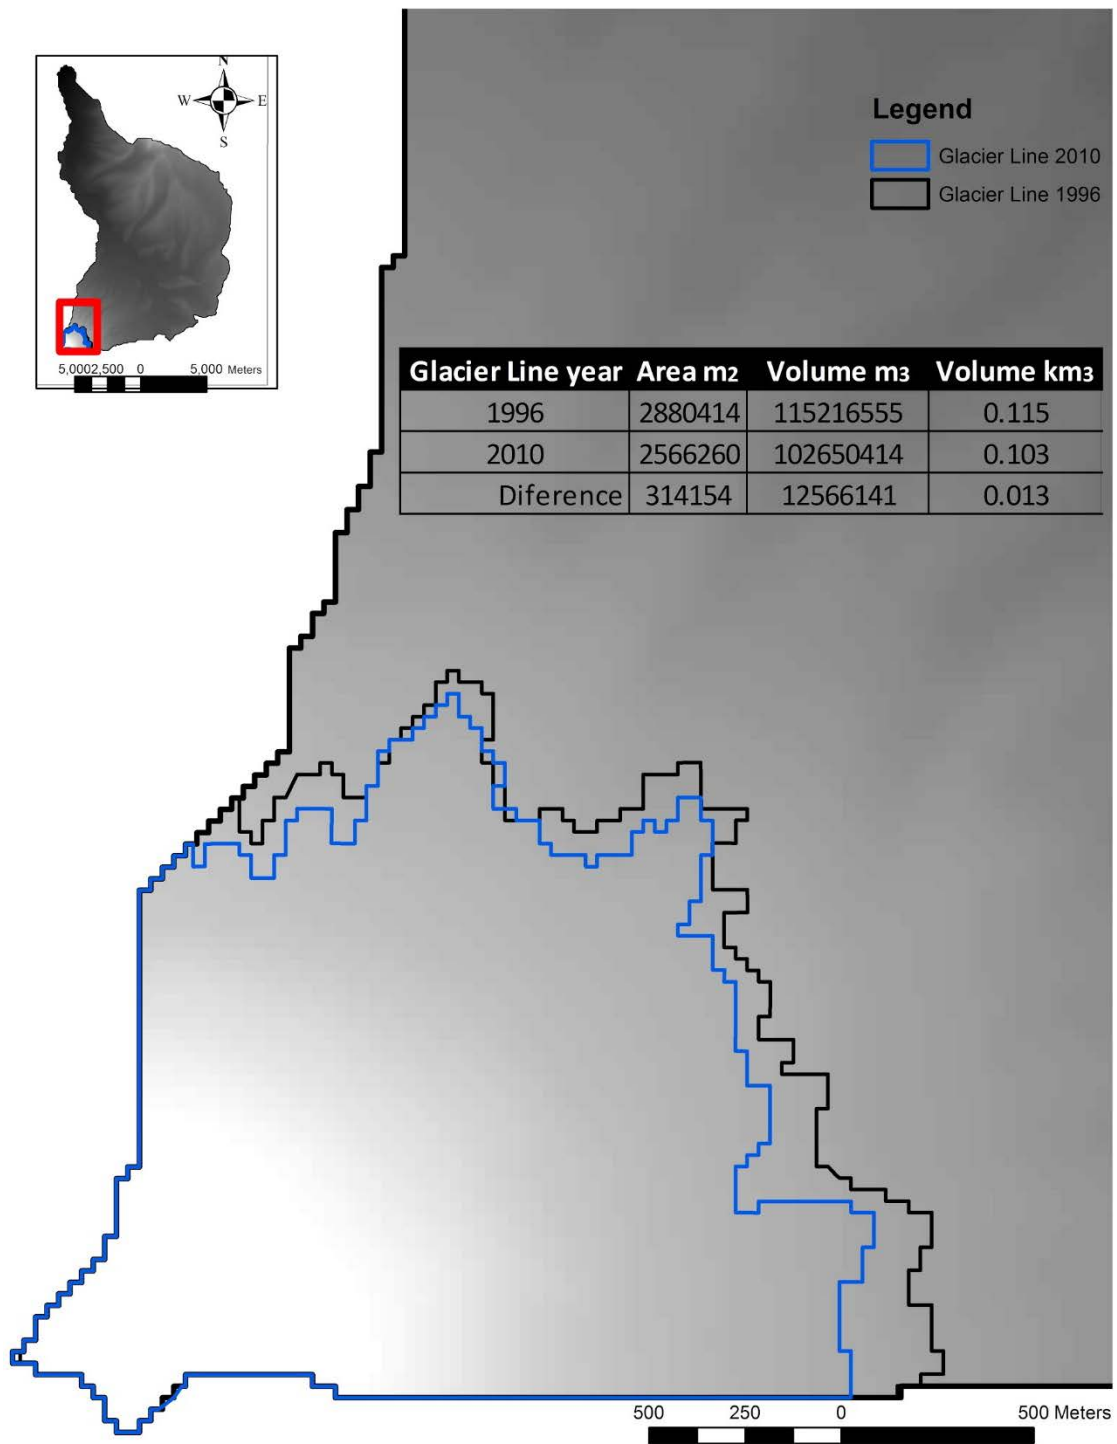 N
W E
S
5,0002,500 0 5,000 Meters
Legend
Glacier Line 2010
Glacier Line 1996
Glacier Line year Area m2 Volume m3 Volume km3
1996 2880414 115216555 0.115
2010 2566260 102650414 0.103
Diference 314154 12566141 0.013
500 250 0 500 Meters